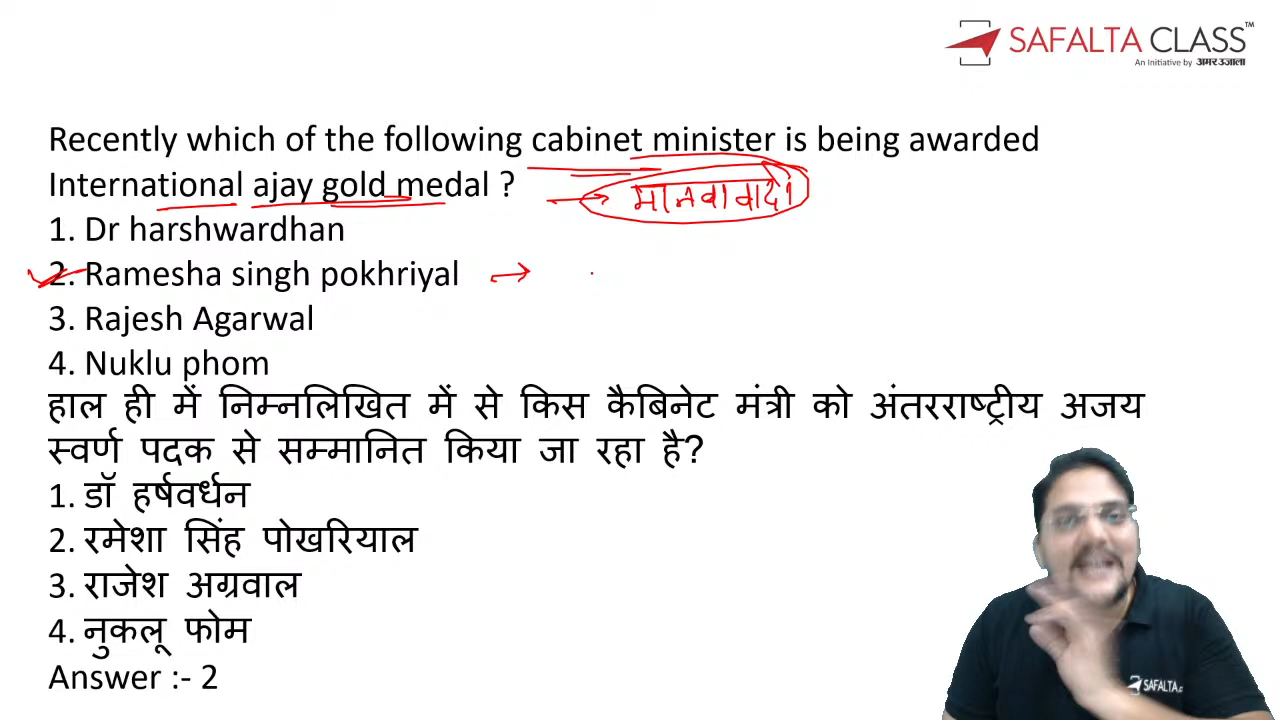 SAFALTA CLASS™
An Initiative by अमर उजाला
Recently which of the following cabinet minister is being awarded
International ajay gold medal ?
मानवावादी
1. Dr harshwardhan
2. Ramesha singh pokhriyal
3. Rajesh Agarwal
4. Nuklu phom
हाल ही में निम्नलिखित में से किस कैबिनेट मंत्री को अंतरराष्ट्रीय अजय
स्वर्ण पदक से सम्मानित किया जा रहा है?
1. डॉ हर्षवर्धन
2. रमेशा सिंह पोखरियाल
3. राजेश अग्रवाल
4. नुकलू फोम
Answer :- 2
SAFALTA.c